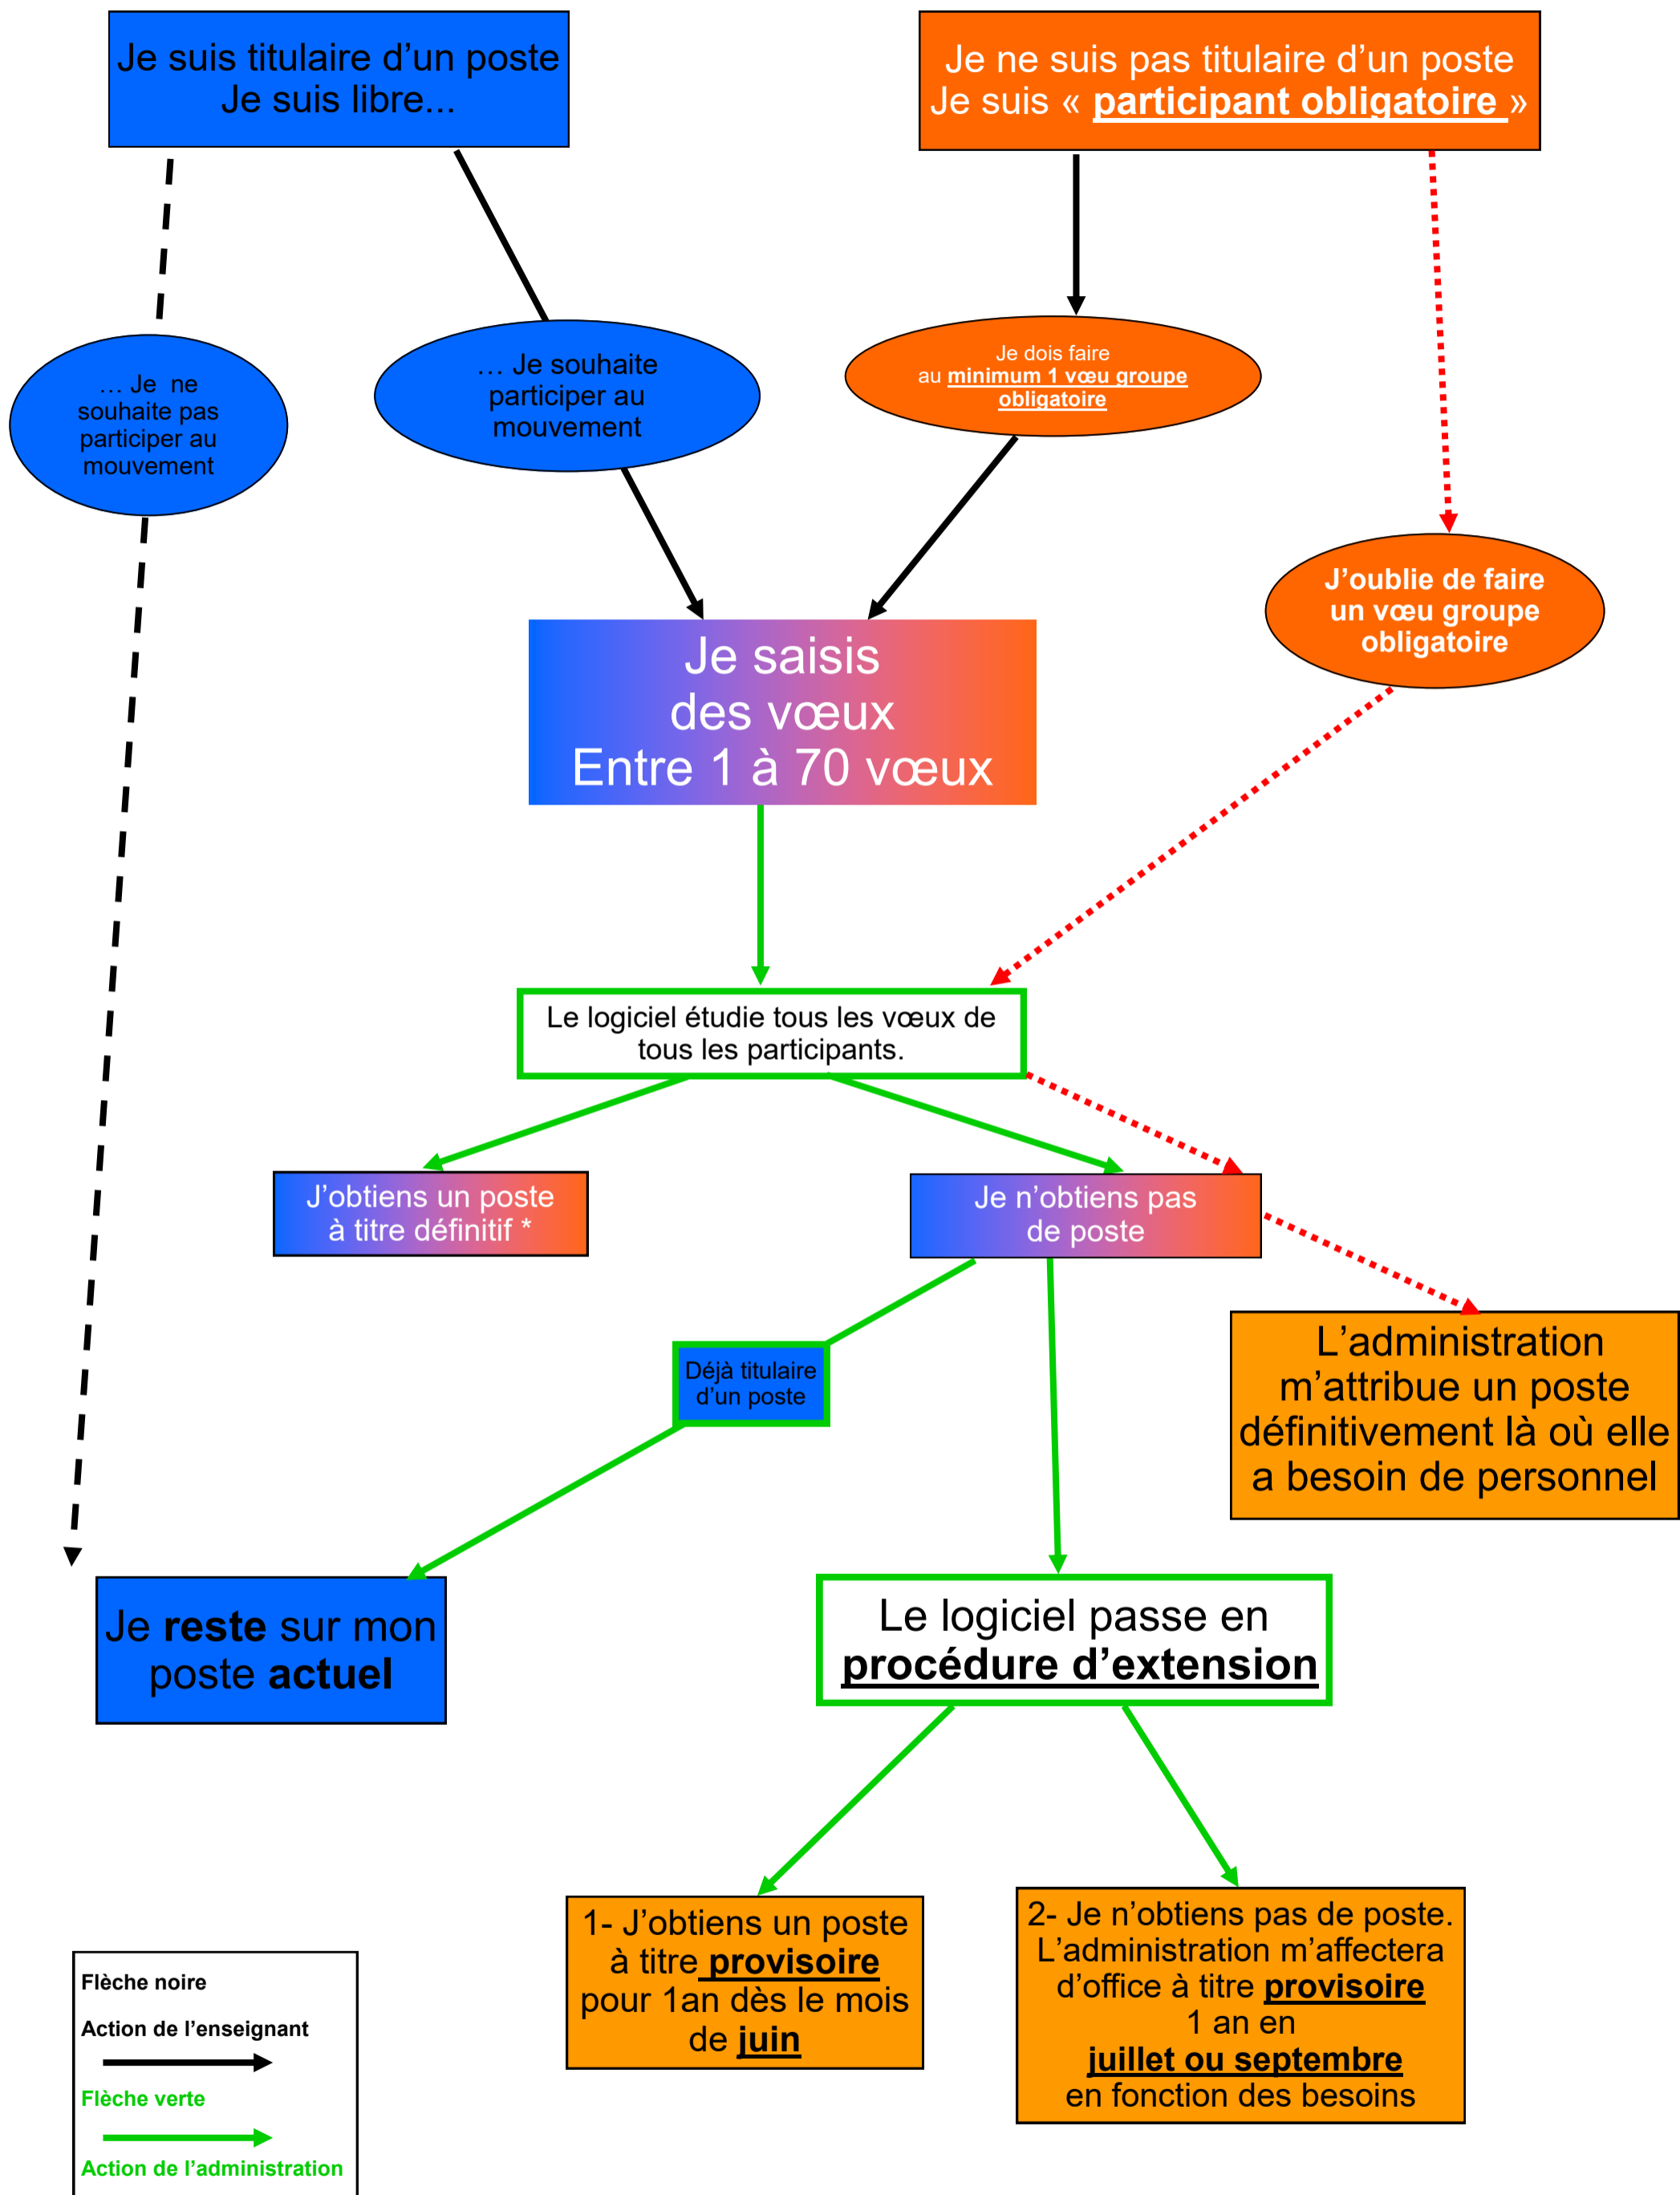 Je suis titulaire d’un poste
Je suis libre...
Je ne suis pas titulaire d’un poste
Je suis « participant obligatoire »
… Je ne
souhaite pas
participer au
mouvement
… Je souhaite
participer au
mouvement
Je dois faire
au minimum 1 vœu groupe
obligatoire
J’oublie de faire
un vœu groupe
obligatoire
Je saisis
des vœux
Entre 1 à 70 vœux
Le logiciel étudie tous les vœux de
tous les participants.
J’obtiens un poste
à titre définitif *
Je n’obtiens pas
de poste
Déjà titulaire
d’un poste
L’administration
m’attribue un poste
définitivement là où elle
a besoin de personnel
Je reste sur mon
poste actuel
Le logiciel passe en
procédure d’extension
1- J’obtiens un poste
à titre provisoire
pour 1an dès le mois
de juin
2- Je n’obtiens pas de poste.
L’administration m’affectera
d’office à titre provisoire
1 an en
juillet ou septembre
en fonction des besoins
Flèche noire
Action de l’enseignant
Flèche verte
Action de l’administration